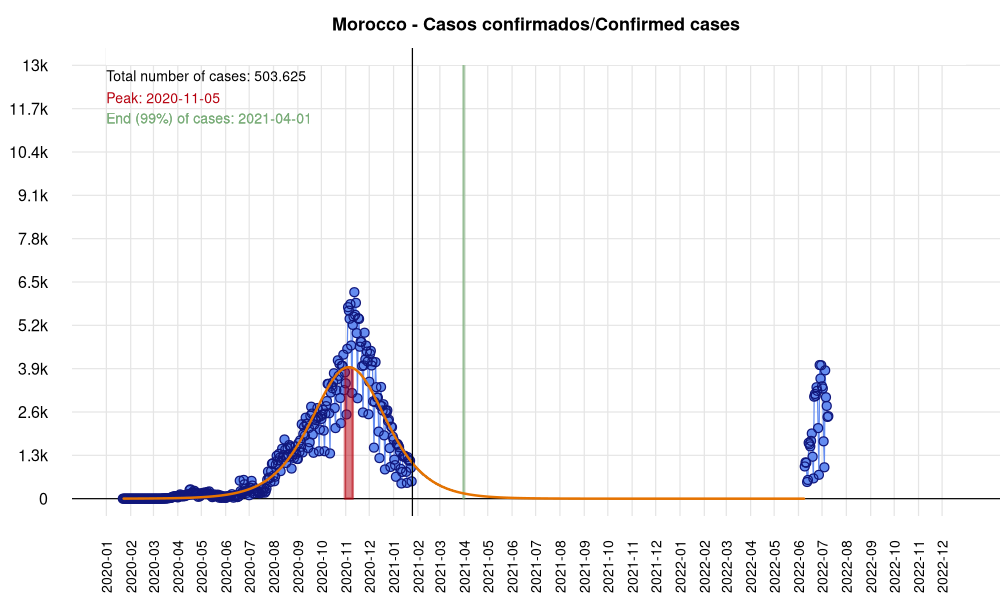 Morocco - Casos confirmados/Confirmed cases
Total number of cases: 503.625
Peak: 2020-11-05
End (99%) of cases: 2021-04-01
13k
11.7k
10.4k
9.1k
7.8k
6.5k
5.2k
3.9k
2.6k
1.3k
0
2020-01
2020-02
2020-03
2020-04
2020-05
2020-06
2020-07
2020-08
2020-09
2020-10
2020-11
2020-12
2021-01
2021-02
2021-03
2021-04
2021-05
2021-06
2021-07
2021-08
2021-09
2021-10
2021-11
2021-12
2022-01
2022-02
2022-03
2022-04
2022-05
2022-06
2022-07
2022-08
2022-09
2022-10
2022-11
2022-12